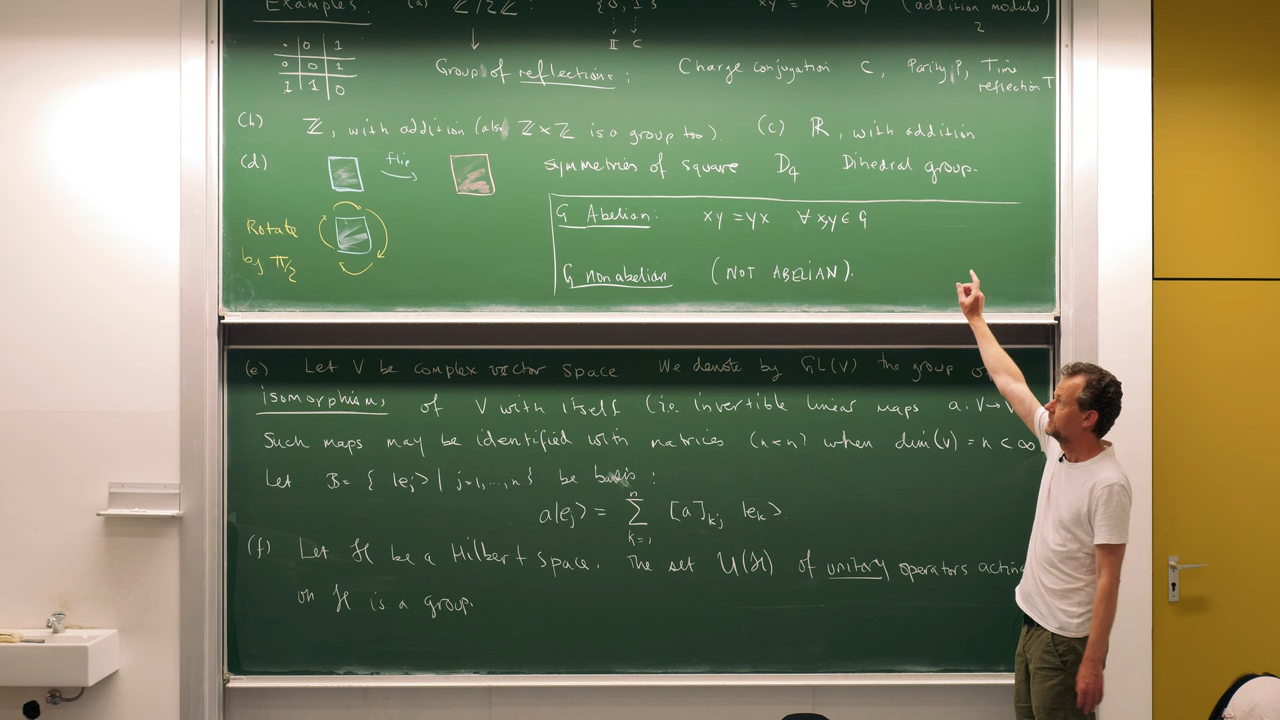 Examples: (a) ℤ/2ℤ : {0,1} xy = x⊕y (addition modulo 2)
𝕀 C
· 0 1
0 0 1
1 1 0
Group of reflections: Charge conjugation C, Parity P, Time reflection T
(b) ℤ, with addition (also ℤ×ℤ is a group too). (c) ℝ, with addition
(d) flip symmetries of square D4 Dihedral group.
Rotate
by π/2
G Abelian: xy = yx ∀ x,y ∈ G
G nonabelian (NOT ABELIAN).
(e) Let V be complex vector space We denote by GL(V) the group
isomorphisms of V with itself (i.e. invertible linear maps a: V→V
Such maps may be identified with matrices (n×n) when dim(V) = n < ∞
Let B = { |ej⟩ | j=1,...,n } be basis :
a|ej⟩ = Σ_{k=1}^{n} [a]kj |ek⟩.
(f) Let ℋ be a Hilbert space. The set U(ℋ) of unitary operators acting
on ℋ is a group.